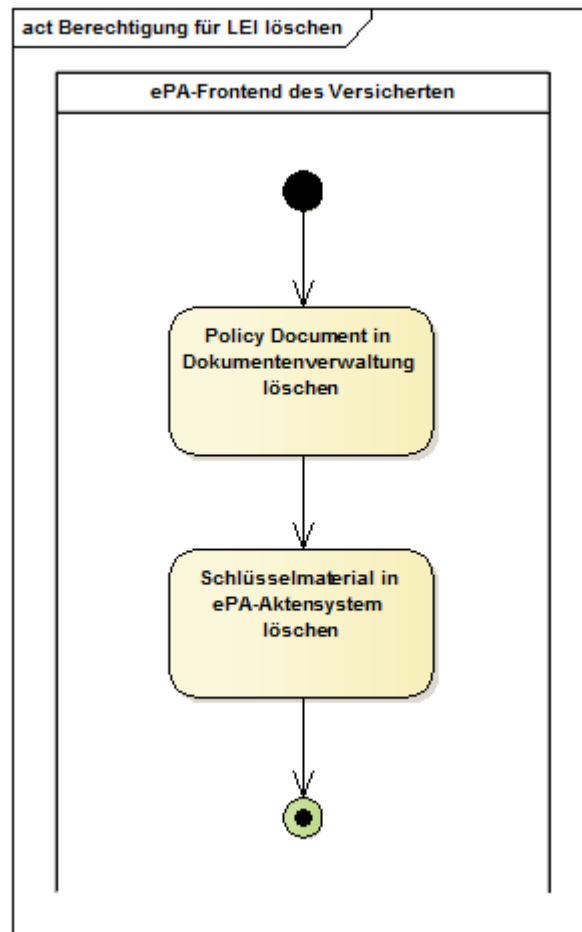 act Berechtigung für LEI löschen
ePA-Frontend des Versicherten
Policy Document in
Dokumentenverwaltung
löschen
Schlüsselmaterial in
ePA-Aktensystem
löschen